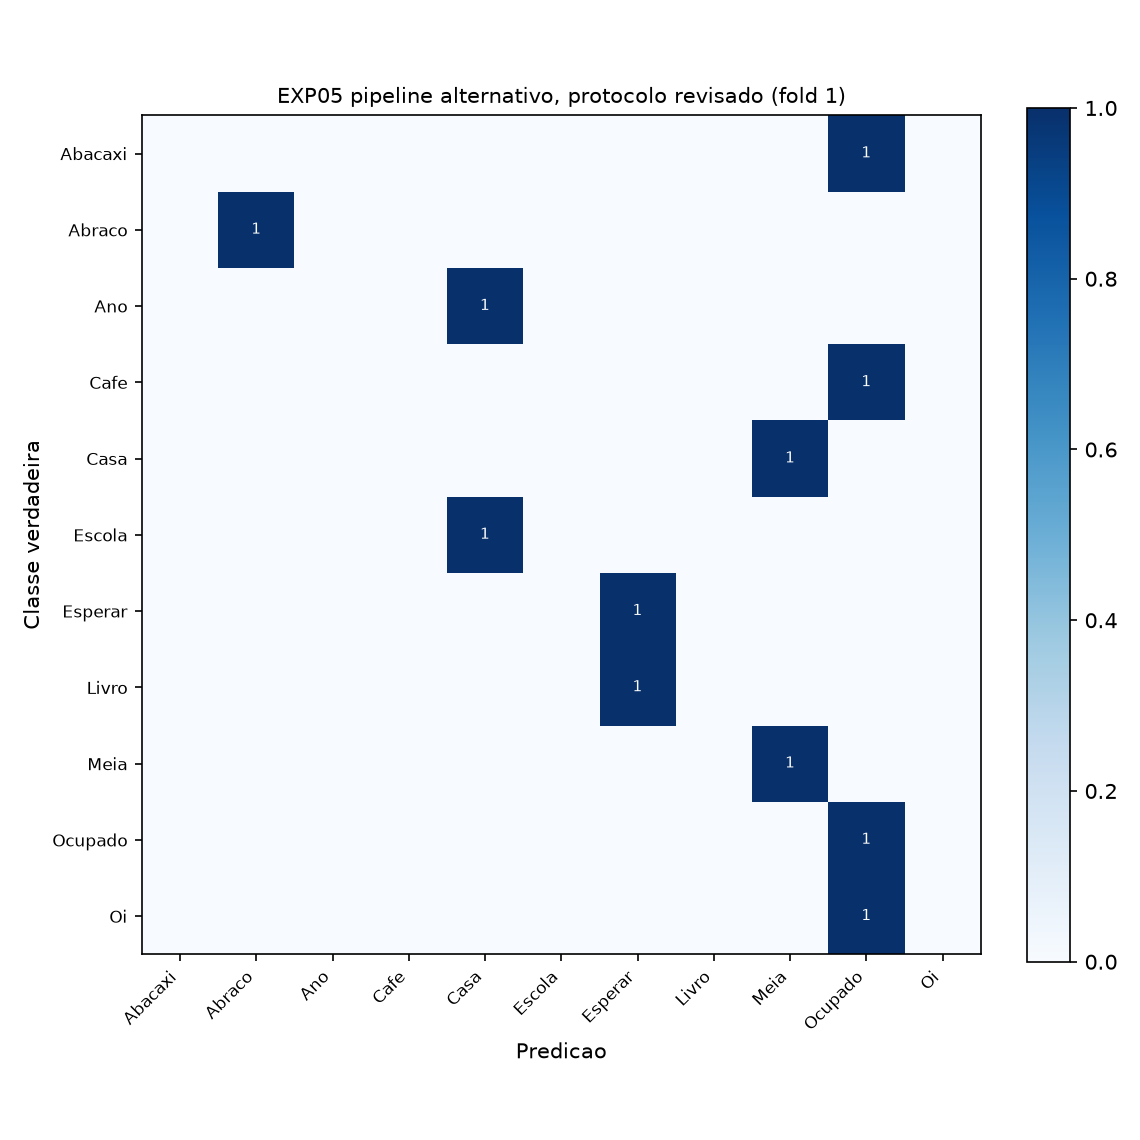 EXP05 pipeline alternativo, protocolo revisado (fold 1)
Classe verdadeira
Abacaxi 1
Abraco 1
Ano 1
Cafe 1
Casa 1
Escola 1
Esperar 1
Livro 1
Meia 1
Ocupado 1
Oi 1
Abacaxi Abraco Ano Cafe Casa Escola Esperar Livro Meia Ocupado Oi
Predicao
1.0
0.8
0.6
0.4
0.2
0.0